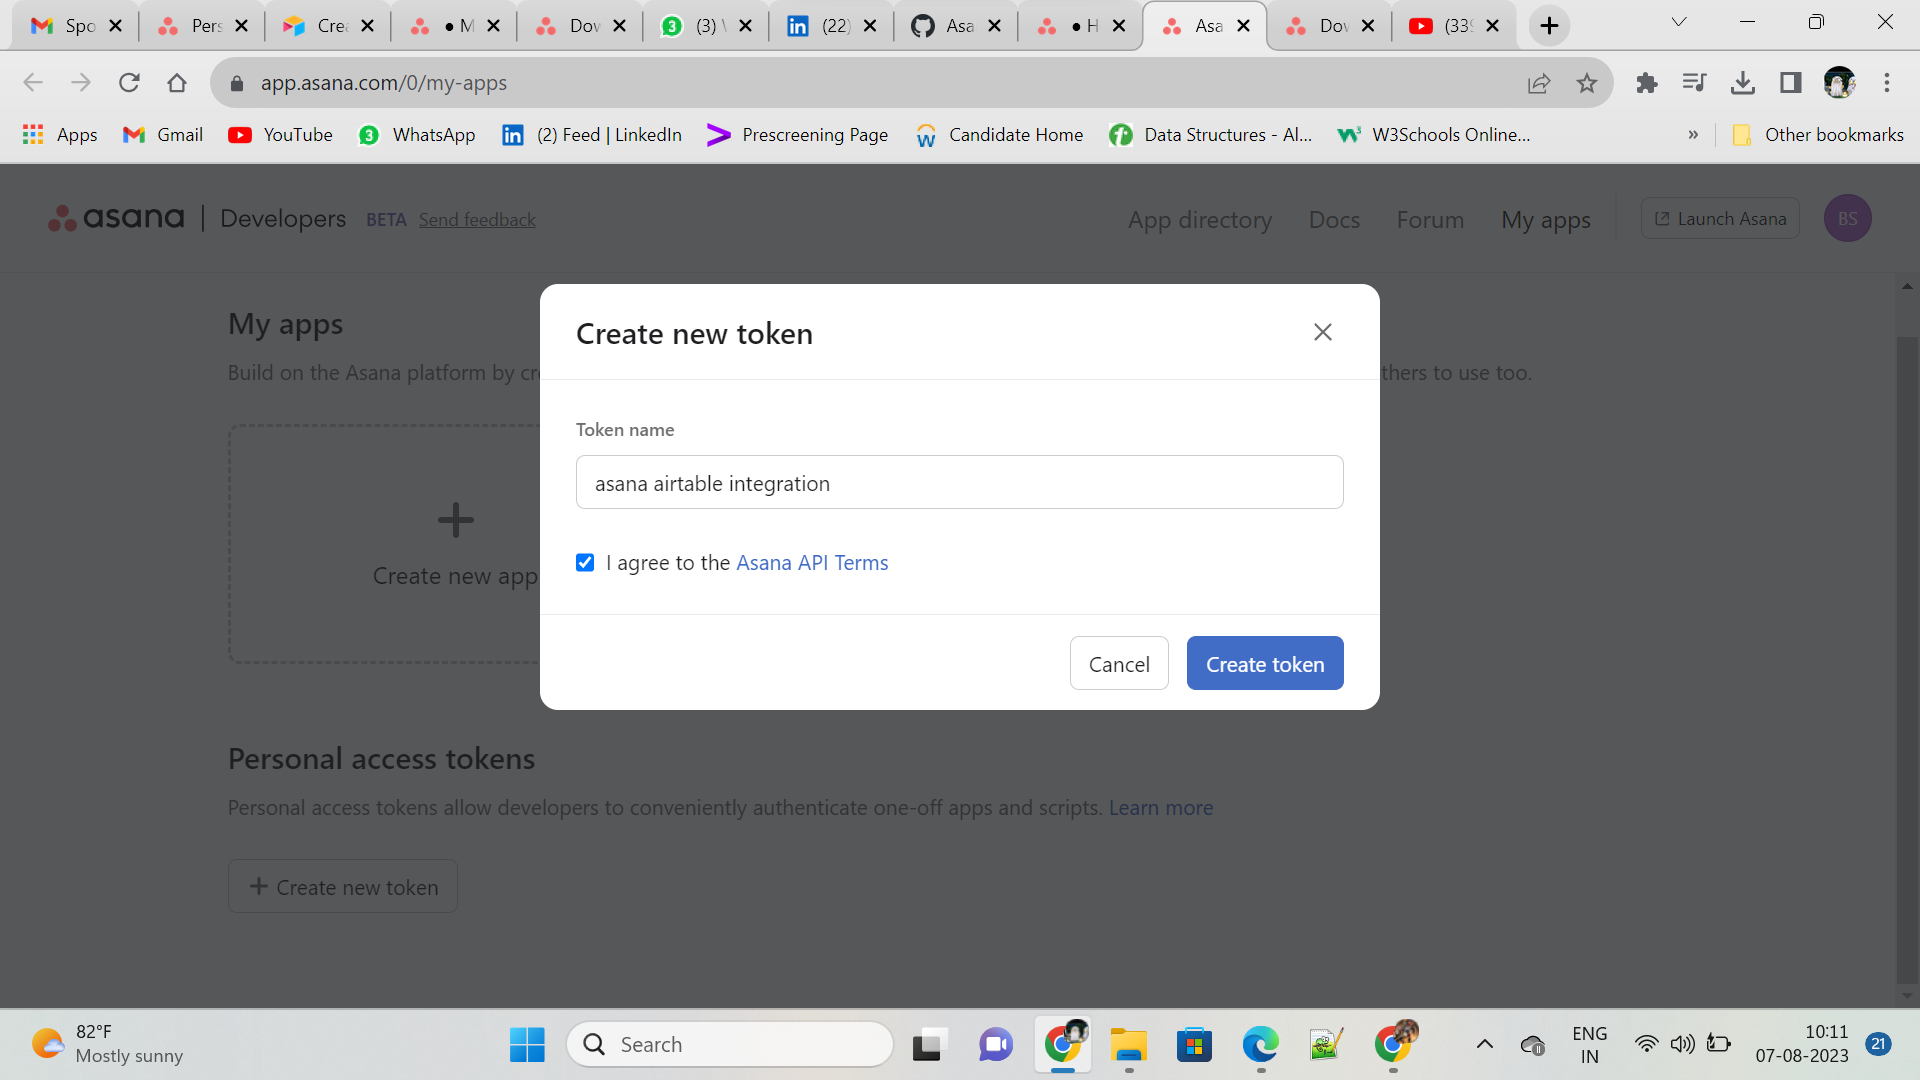 Spo
Pers
Crea
● M
Dov
(3) \
(22)
Asa
● H
Asa
Dov
(339
app.asana.com/0/my-apps
Apps
Gmail
YouTube
3 WhatsApp
(2) Feed | LinkedIn
Prescreening Page
Candidate Home
Data Structures - Al...
W3Schools Online...
»
Other bookmarks
asana | Developers BETA Send feedback
App directory
Docs
Forum
My apps
Launch Asana
BS
My apps
Build on the Asana platform by cr
thers to use too.
Create new app
Create new token
Token name
asana airtable integration
I agree to the Asana API Terms
Cancel
Create token
Personal access tokens
Personal access tokens allow developers to conveniently authenticate one-off apps and scripts. Learn more
+ Create new token
82°F
Mostly sunny
Search
ENG
IN
10:11
07-08-2023
21